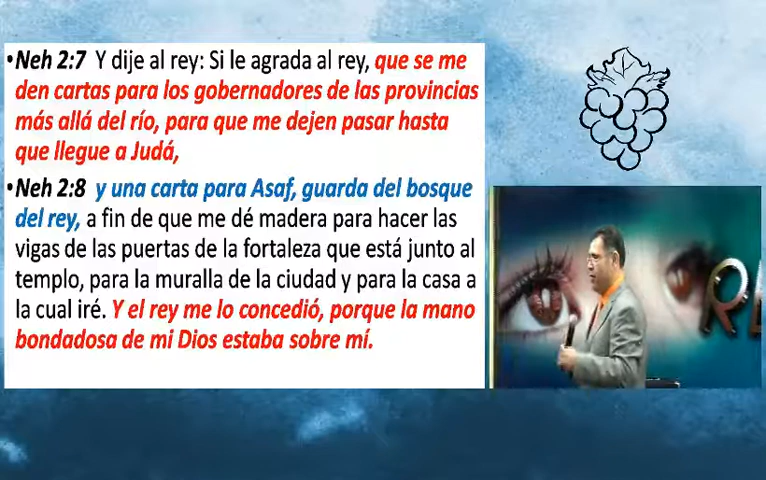 •Neh 2:7 Y dije al rey: Si le agrada al rey, que se me
den cartas para los gobernadores de las provincias
más allá del río, para que me dejen pasar hasta
que llegue a Judá,
•Neh 2:8 y una carta para Asaf, guarda del bosque
del rey, a fin de que me dé madera para hacer las
vigas de las puertas de la fortaleza que está junto al
templo, para la muralla de la ciudad y para la casa a
la cual iré. Y el rey me lo concedió, porque la mano
bondadosa de mi Dios estaba sobre mí.